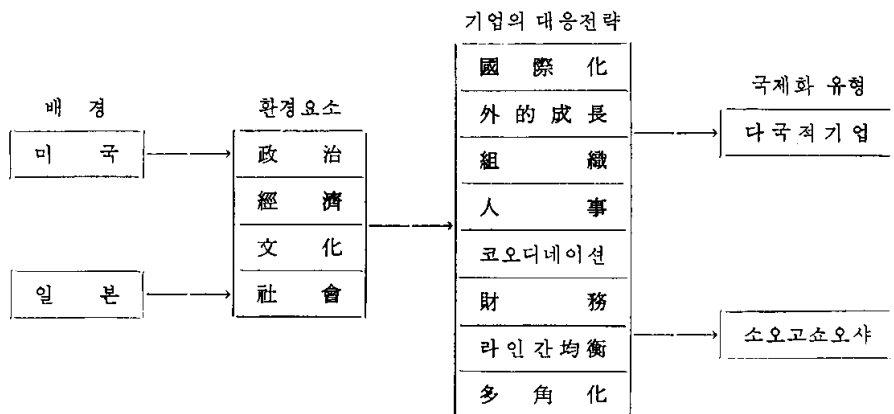 배 경
미 국
일 본
환경요소
政 治
經 濟
文 化
社 會
기업의 대응전략
國 際 化
外 的 成 長
組 織
人 事
코오디네이션
財 務
라인간均衡
多 角 化
국제화 유형
다국적기업
소오고쇼오샤